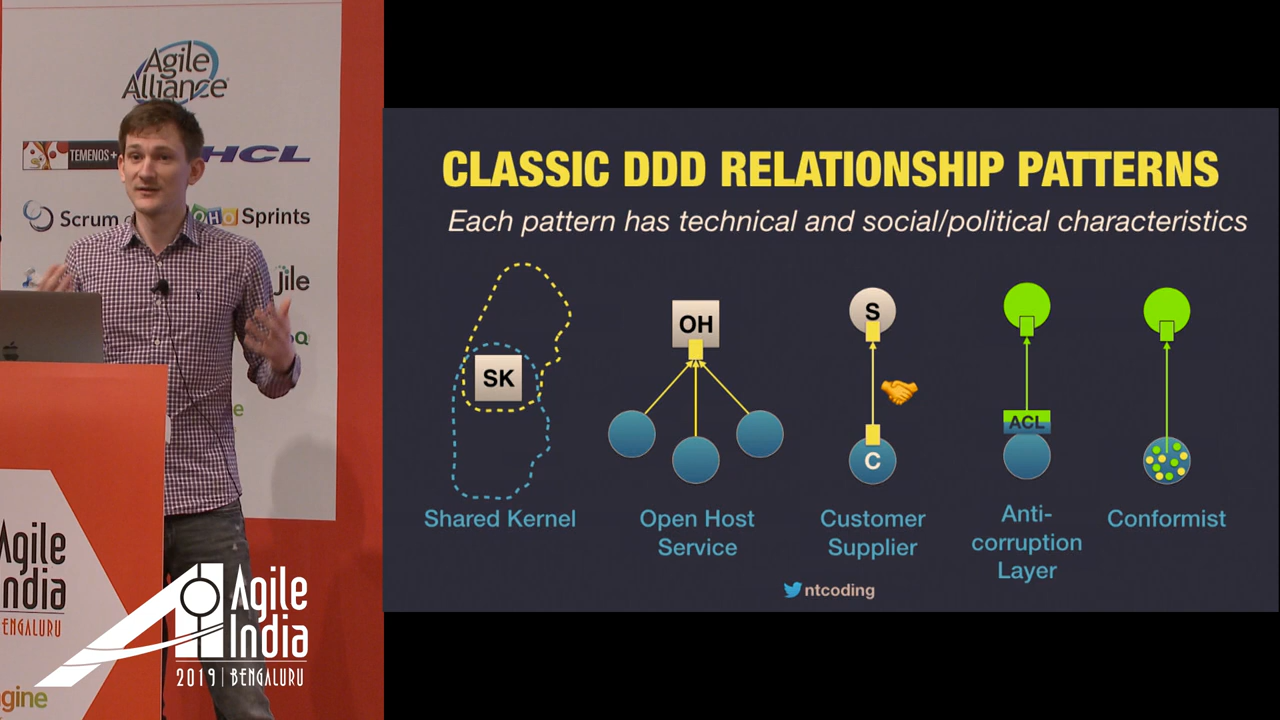 Agile
Alliance
TEMENOS+
HCL
Scrum
Sprints
Jile
Agile
India
BENGALURU
Agile
India
2019 | BENGALURU
CLASSIC DDD RELATIONSHIP PATTERNS
Each pattern has technical and social/political characteristics
SK
OH
S
C
ACL
Shared Kernel
Open Host
Service
Customer
Supplier
Anti-
corruption
Layer
Conformist
ntcoding